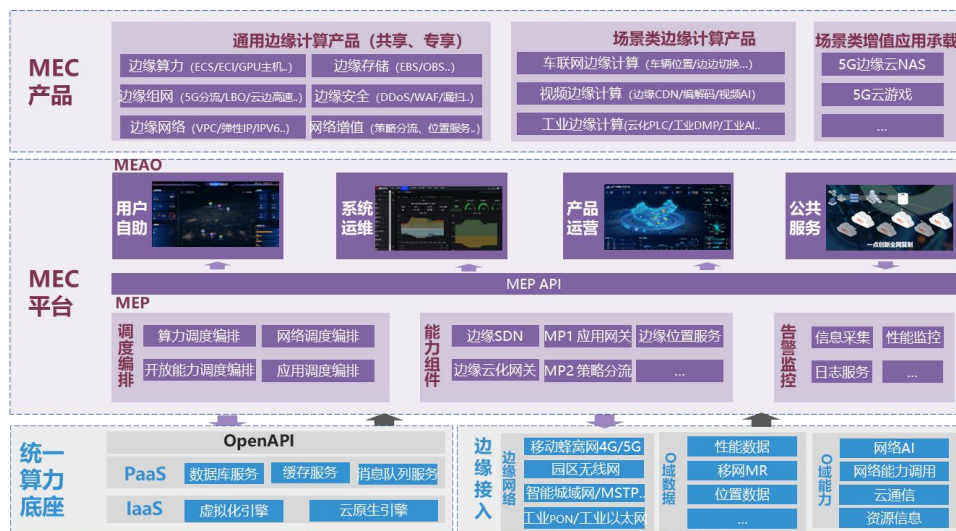 MEC
产品
通用边缘计算产品（共享、专享）
边缘算力 (ECS/ECI/GPU主机..)
边缘存储 (EBS/OBS..)
边缘组网 (5G分流/LBO/云边高速..)
边缘安全 (DDoS/WAF/漏扫..)
边缘网络 (VPC/弹性IP/IPV6..)
网络增值 (策略分流、位置服务..)
场景类边缘计算产品
车联网边缘计算 (车辆位置/边边切换...)
视频边缘计算 (边缘CDN/编解码/视频AI)
工业边缘计算(云化PLC/工业DMP/工业AI..
场景类增值应用承载
5G边缘云NAS
5G云游戏
...
MEC
平台
MEAO
用户
自助
系统
运维
产品
运营
公共
服务
一点创新全网复制
MEP API
MEP
调度编排
算力调度编排
网络调度编排
开放能力调度编排
应用调度编排
能力组件
边缘SDN
MP1 应用网关
边缘位置服务
边缘云化网关
MP2 策略分流
...
告警监控
信息采集
性能监控
日志服务
...
统一
算力
底座
OpenAPI
PaaS
数据库服务
缓存服务
消息队列服务
IaaS
虚拟化引擎
云原生引擎
边缘接入
边缘网络
移动蜂窝网4G/5G
园区无线网
智能城域网/MSTP..
工业PON/工业以太网
O域数据
性能数据
移网MR
位置数据
...
O域能力
网络AI
网络能力调用
云通信
资源信息